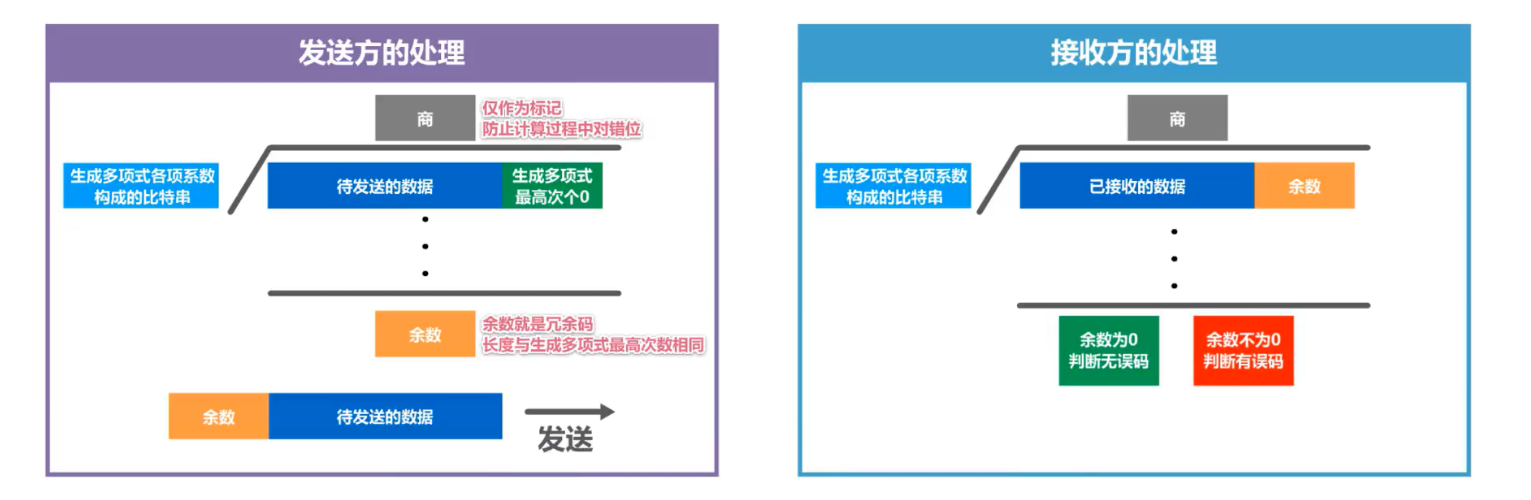 发送方的处理
商
仅作为标记
防止计算过程中对错位
生成多项式各项系数
构成的比特串
待发送的数据
生成多项式
最高次个0
余数
余数就是冗余码
长度与生成多项式最高次数相同
余数
待发送的数据
发送
接收方的处理
商
生成多项式各项系数
构成的比特串
已接收的数据
余数
余数为0
判断无误码
余数不为0
判断有误码